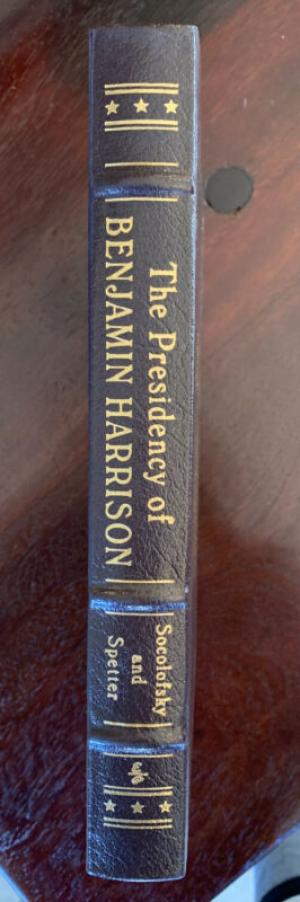 The Presidency of
BENJAMIN HARRISON
Socolofsky
and
Spetter